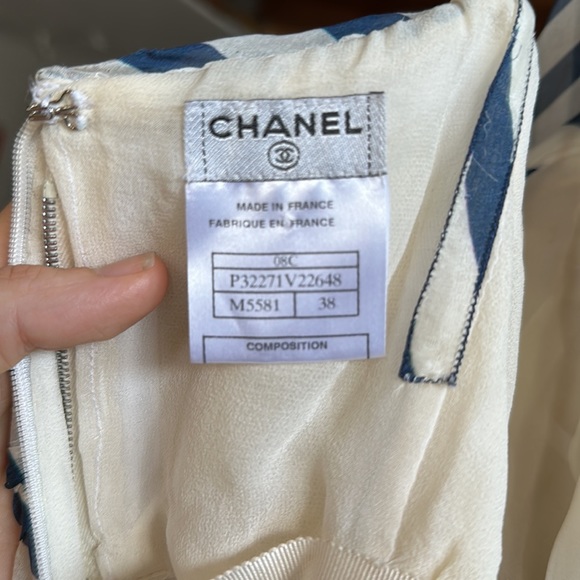 CHANEL
MADE IN FRANCE
FABRIQUE EN FRANCE
08C
P32271V22648
M5581 38
COMPOSITION